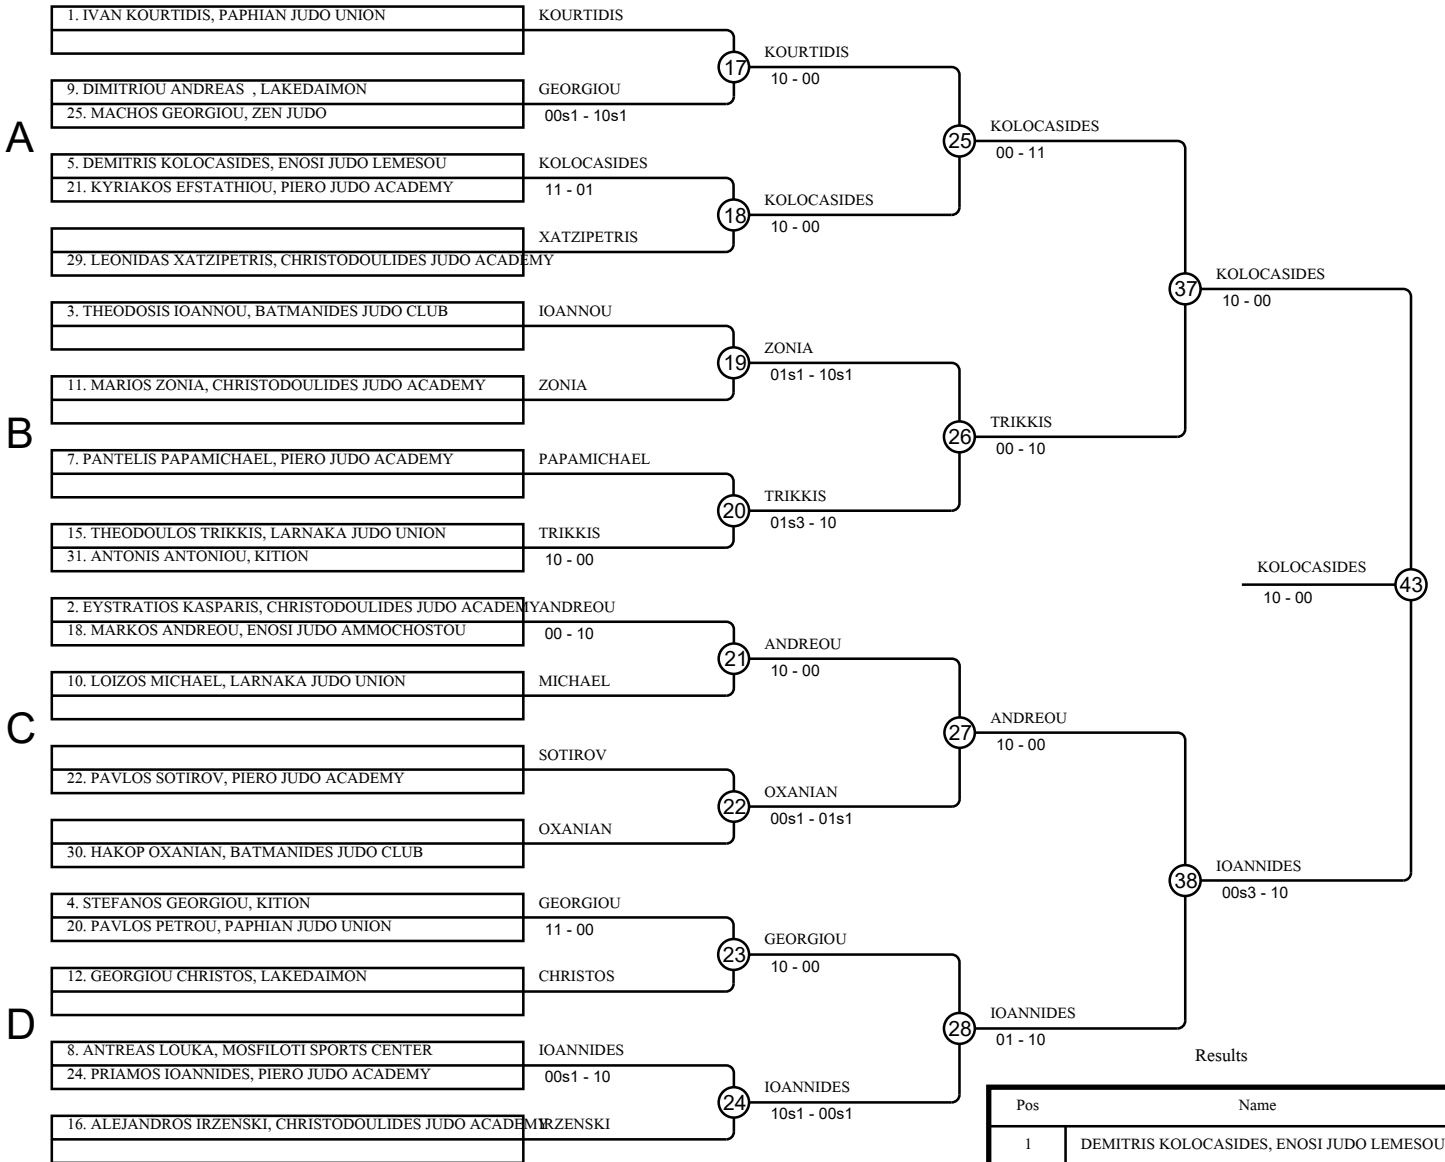 1. IVAN KOURTIDIS, PAPHIAN JUDO UNION
KOURTIDIS
17
KOURTIDIS
10 - 00
9. DIMITRIOU ANDREAS , LAKEDAIMON
25. MACHOS GEORGIOU, ZEN JUDO
GEORGIOU
00s1 - 10s1
A
25
KOLOCASIDES
00 - 11
5. DEMITRIS KOLOCASIDES, ENOSI JUDO LEMESOU
21. KYRIAKOS EFSTATHIOU, PIERO JUDO ACADEMY
KOLOCASIDES
11 - 01
18
KOLOCASIDES
10 - 00
XATZIPETRIS
29. LEONIDAS XATZIPETRIS, CHRISTODOULIDES JUDO ACADEMY
37
KOLOCASIDES
10 - 00
3. THEODOSIS IOANNOU, BATMANIDES JUDO CLUB
IOANNOU
19
ZONIA
01s1 - 10s1
11. MARIOS ZONIA, CHRISTODOULIDES JUDO ACADEMY
ZONIA
B
26
TRIKKIS
00 - 10
7. PANTELIS PAPAMICHAEL, PIERO JUDO ACADEMY
PAPAMICHAEL
20
TRIKKIS
01s3 - 10
15. THEODOULOS TRIKKIS, LARNAKA JUDO UNION
31. ANTONIS ANTONIOU, KITION
TRIKKIS
10 - 00
KOLOCASIDES
10 - 00
43
2. EYSTRATIOS KASPARIS, CHRISTODOULIDES JUDO ACADEMY
18. MARKOS ANDREOU, ENOSI JUDO AMMOCHOSTOU
ANDREOU
00 - 10
21
ANDREOU
10 - 00
10. LOIZOS MICHAEL, LARNAKA JUDO UNION
MICHAEL
C
27
ANDREOU
10 - 00
SOTIROV
22. PAVLOS SOTIROV, PIERO JUDO ACADEMY
22
OXANIAN
00s1 - 01s1
OXANIAN
30. HAKOP OXANIAN, BATMANIDES JUDO CLUB
38
IOANNIDES
00s3 - 10
4. STEFANOS GEORGIOU, KITION
20. PAVLOS PETROU, PAPHIAN JUDO UNION
GEORGIOU
11 - 00
23
GEORGIOU
10 - 00
12. GEORGIOU CHRISTOS, LAKEDAIMON
CHRISTOS
D
28
IOANNIDES
01 - 10
8. ANTREAS LOUKA, MOSFILOTI SPORTS CENTER
24. PRIAMOS IOANNIDES, PIERO JUDO ACADEMY
IOANNIDES
00s1 - 10
24
IOANNIDES
10s1 - 00s1
16. ALEJANDROS IRZENSKI, CHRISTODOULIDES JUDO ACADEMY
IRZENSKI
Results
Pos Name
1 DEMITRIS KOLOCASIDES, ENOSI JUDO LEMESOU